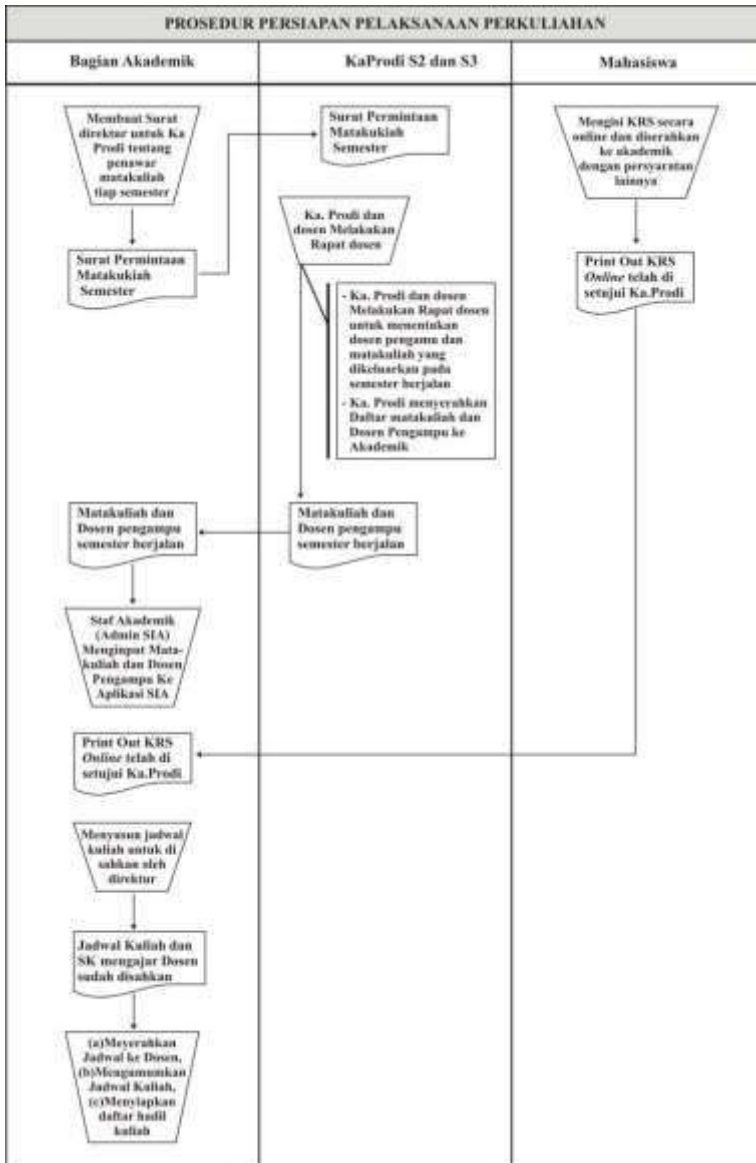 PROSEDUR PERSIAPAN PELAKSANAAN PERKULIAHAN
Bagian Akademik
KaProdi S2 dan S3
Mahasiswa
Membuat Surat
direktur untuk Ka
Prodi tentang
penawar
matakuliah
tiap semester
Surat Permintaan
Matakukiah
Semester
Surat Permintaan
Matakukiah
Semester
Ka. Prodi dan
dosen Melakukan
Rapat dosen
- Ka. Prodi dan dosen
Melakukan Rapat dosen
untuk menentukan
dosen pengamu dan
matakuliah yang
dikeluarkan pada
semester berjalan
- Ka. Prodi menyerahkan
Daftar matakuliah dan
Dosen Pengampu ke
Akademik
Mengisi KRS secara
online dan diserahkan
ke akademik
dengan persyaratan
lainnya
Print Out KRS
Online telah di
setujui Ka.Prodi
Matakuliah dan
Dosen pengampu
semester berjalan
Matakuliah dan
Dosen pengampu
semester berjalan
Staf Akademik
(Admin SIA)
Menginput Mata-
kuliah dan Dosen
Pengampu Ke
Aplikasi SIA
Print Out KRS
Online telah di
setujui Ka.Prodi
Menyusun jadwal
kuliah untuk di
sahkan oleh
direktur
Jadwal Kuliah dan
SK mengajar Dosen
sudah disahkan
(a)Meyerahkan
Jadwal ke Dosen,
(b)Mengumumkan
Jadwal Kuliah,
(c)Menyiapkan
daftar hadil
kuliah